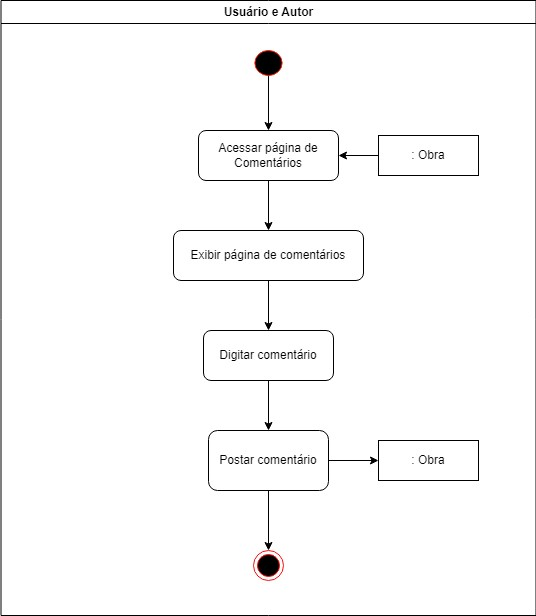 Usuário e Autor
Acessar página de
Comentários
: Obra
Exibir página de comentários
Digitar comentário
Postar comentário
: Obra